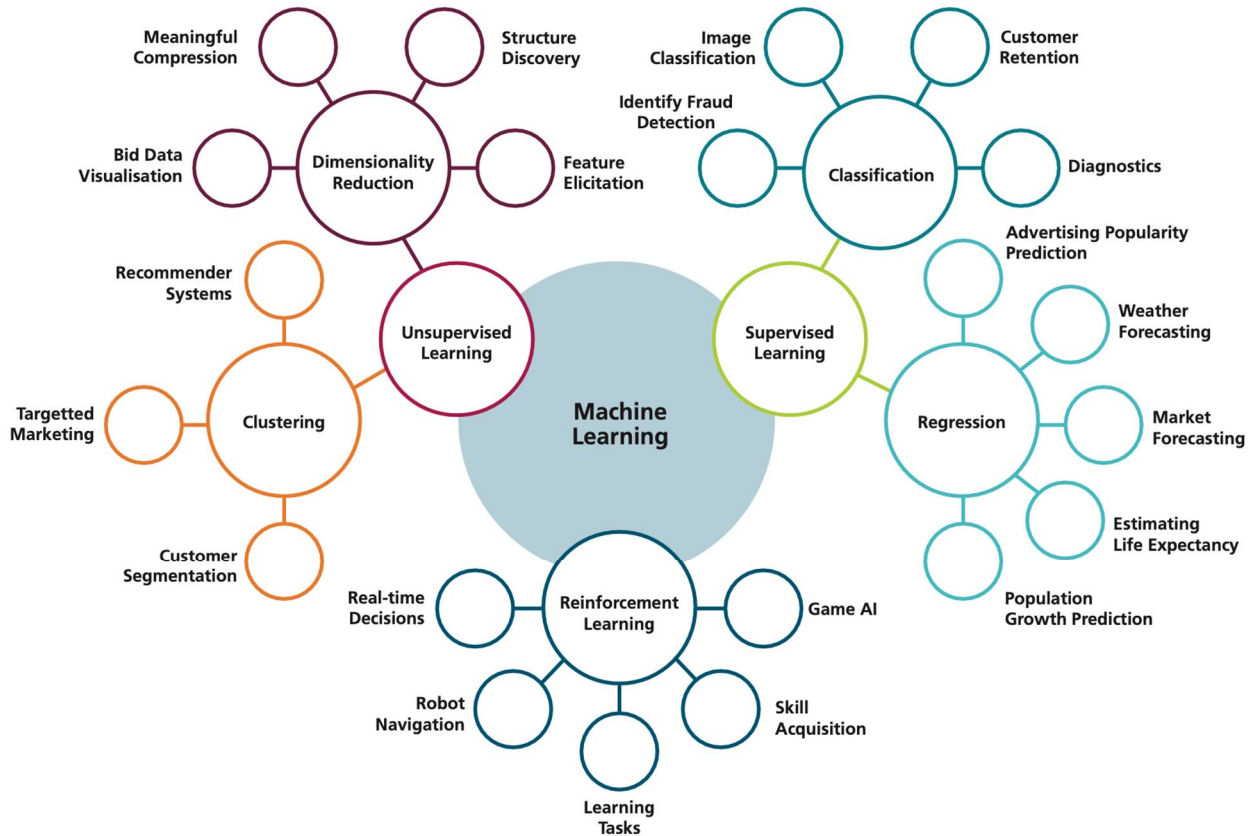 Meaningful
Compression
Structure
Discovery
Bid Data
Visualisation
Dimensionality
Reduction
Feature
Elicitation
Image
Classification
Customer
Retention
Identify Fraud
Detection
Classification
Diagnostics
Recommender
Systems
Unsupervised
Learning
Targetted
Marketing
Clustering
Customer
Segmentation
Machine
Learning
Supervised
Learning
Advertising Popularity
Prediction
Weather
Forecasting
Regression
Market
Forecasting
Estimating
Life Expectancy
Population
Growth Prediction
Real-time
Decisions
Reinforcement
Learning
Game AI
Robot
Navigation
Skill
Acquisition
Learning
Tasks